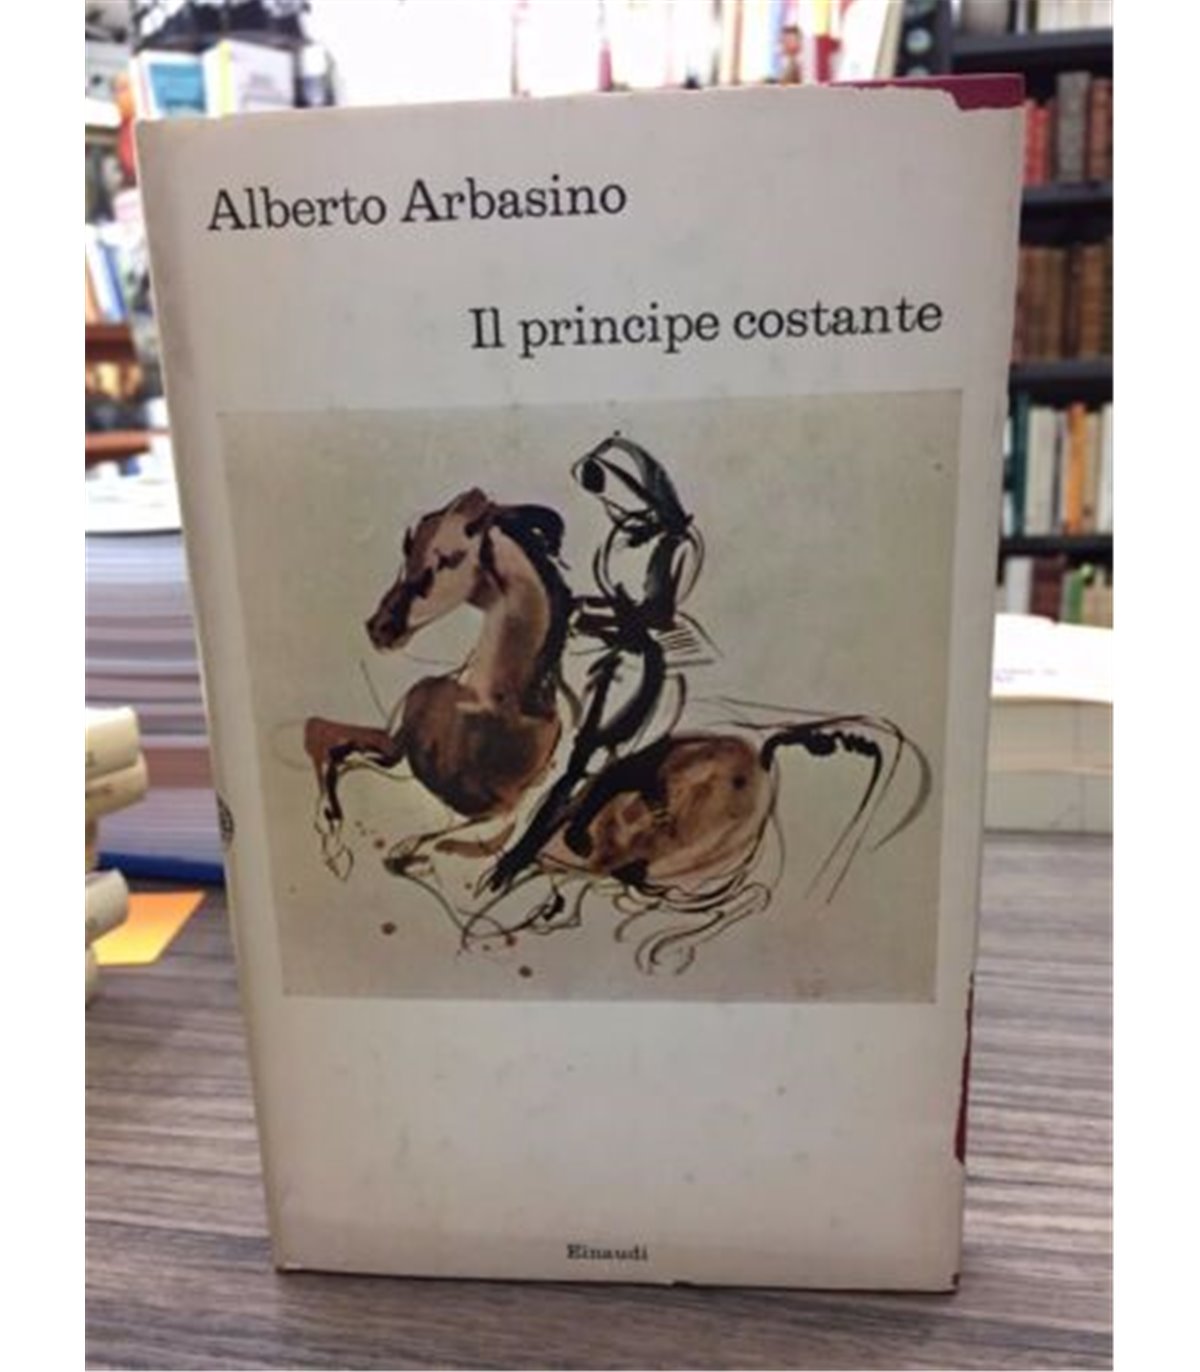 Alberto Arbasino
Il principe costante
Einaudi